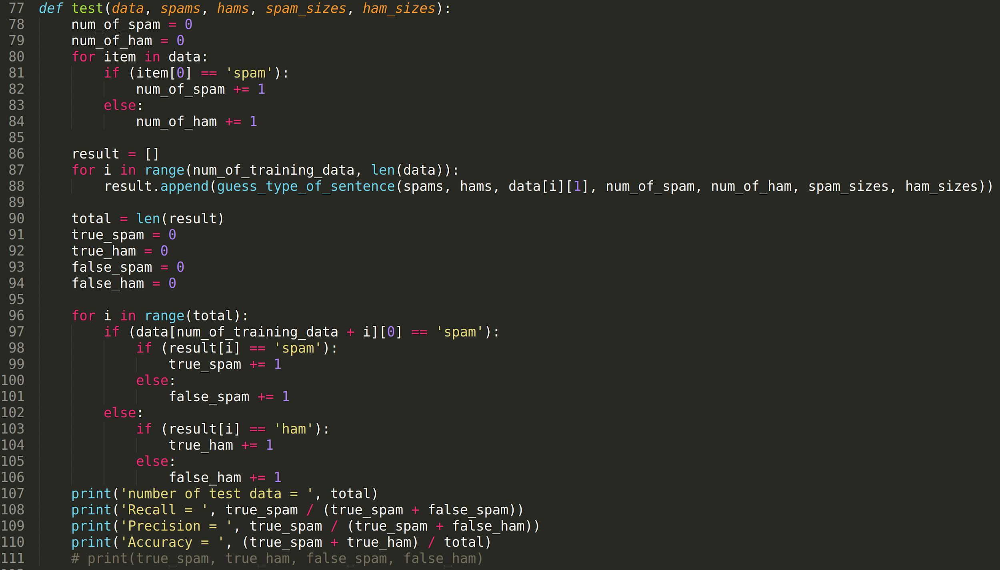 77 def test(data, spams, hams, spam_sizes, ham_sizes):
78     num_of_spam = 0
79     num_of_ham = 0
80     for item in data:
81         if (item[0] == 'spam'):
82             num_of_spam += 1
83         else:
84             num_of_ham += 1
85
86     result = []
87     for i in range(num_of_training_data, len(data)):
88         result.append(guess_type_of_sentence(spams, hams, data[i][1], num_of_spam, num_of_ham, spam_sizes, ham_sizes))
89
90     total = len(result)
91     true_spam = 0
92     true_ham = 0
93     false_spam = 0
94     false_ham = 0
95
96     for i in range(total):
97         if (data[num_of_training_data + i][0] == 'spam'):
98             if (result[i] == 'spam'):
99                 true_spam += 1
100             else:
101                 false_spam += 1
102         else:
103             if (result[i] == 'ham'):
104                 true_ham += 1
105             else:
106                 false_ham += 1
107     print('number of test data = ', total)
108     print('Recall = ', true_spam / (true_spam + false_spam))
109     print('Precision = ', true_spam / (true_spam + false_ham))
110     print('Accuracy = ', (true_spam + true_ham) / total)
111     # print(true_spam, true_ham, false_spam, false_ham)